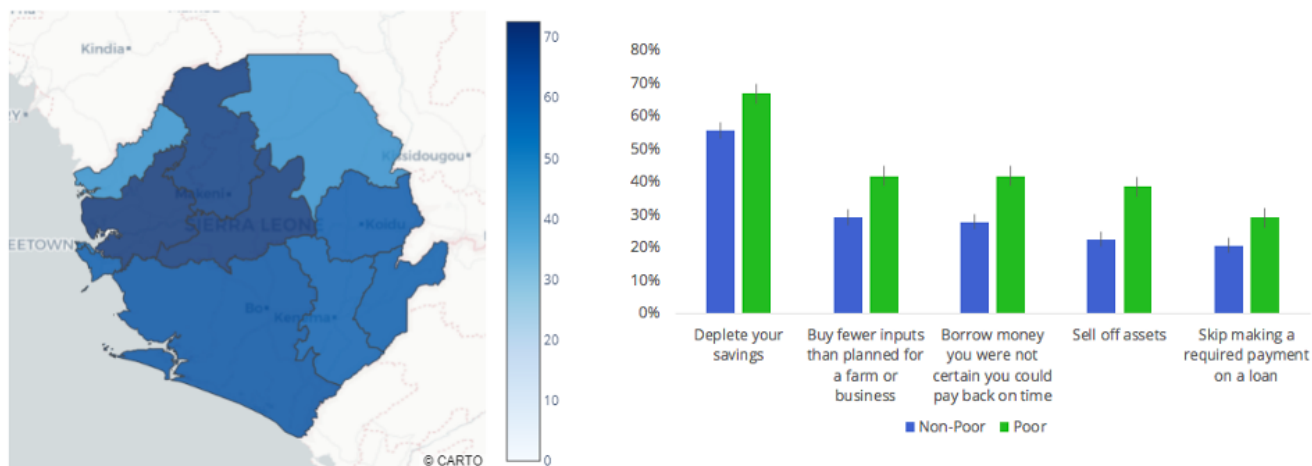 Kindia
RY
Kissidougou
Makeni
SIERRA LEONE
Koidu
EETOWN
Bo
Kenema
© CARTO
70
60
50
40
30
20
10
0
80%
70%
60%
50%
40%
30%
20%
10%
0%
Deplete your
savings
Buy fewer inputs
than planned for
a farm or
business
Borrow money
you were not
certain you could
pay back on time
Sell off assets
Skip making a
required payment
on a loan
Non-Poor
Poor